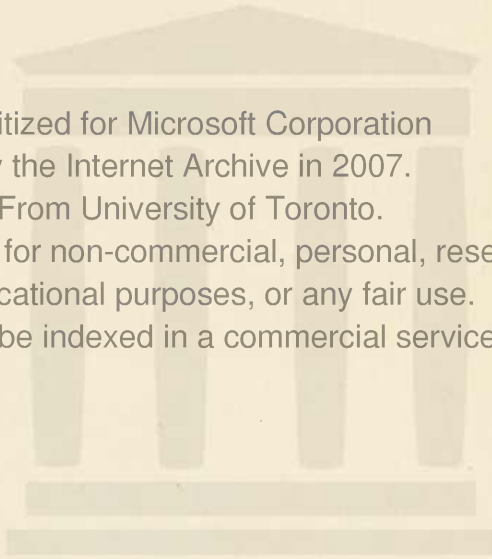 itized for Microsoft Corporation
y the Internet Archive in 2007.
From University of Toronto.
for non-commercial, personal, rese
cational purposes, or any fair use.
be indexed in a commercial service